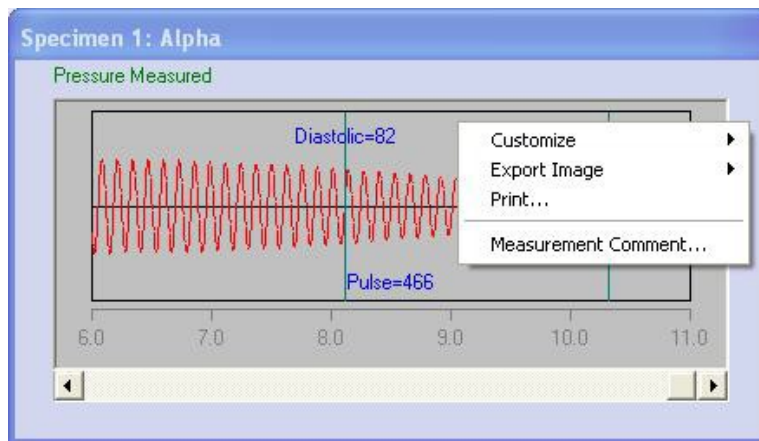 Specimen 1: Alpha
Pressure Measured
Diastolic=82
Customize
Export Image
Print...
Measurement Comment...
Pulse=466
6.0 7.0 8.0 9.0 10.0 11.0